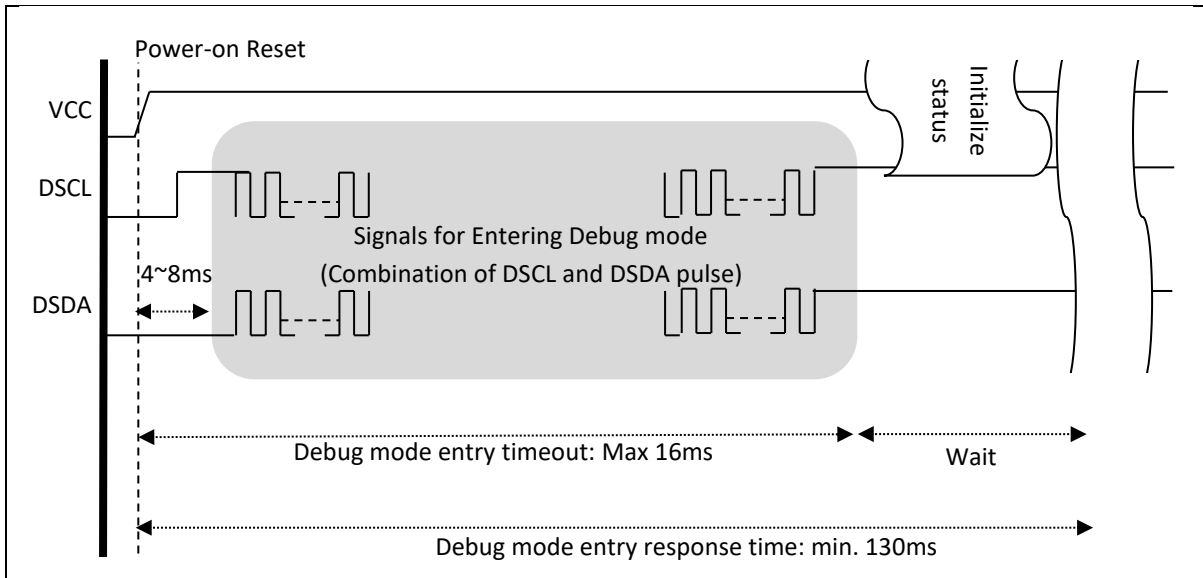 Power-on Reset
VCC
Initialize
status
DSCL
Signals for Entering Debug mode
(Combination of DSCL and DSDA pulse)
4~8ms
DSDA
Debug mode entry timeout: Max 16ms
Wait
Debug mode entry response time: min. 130ms